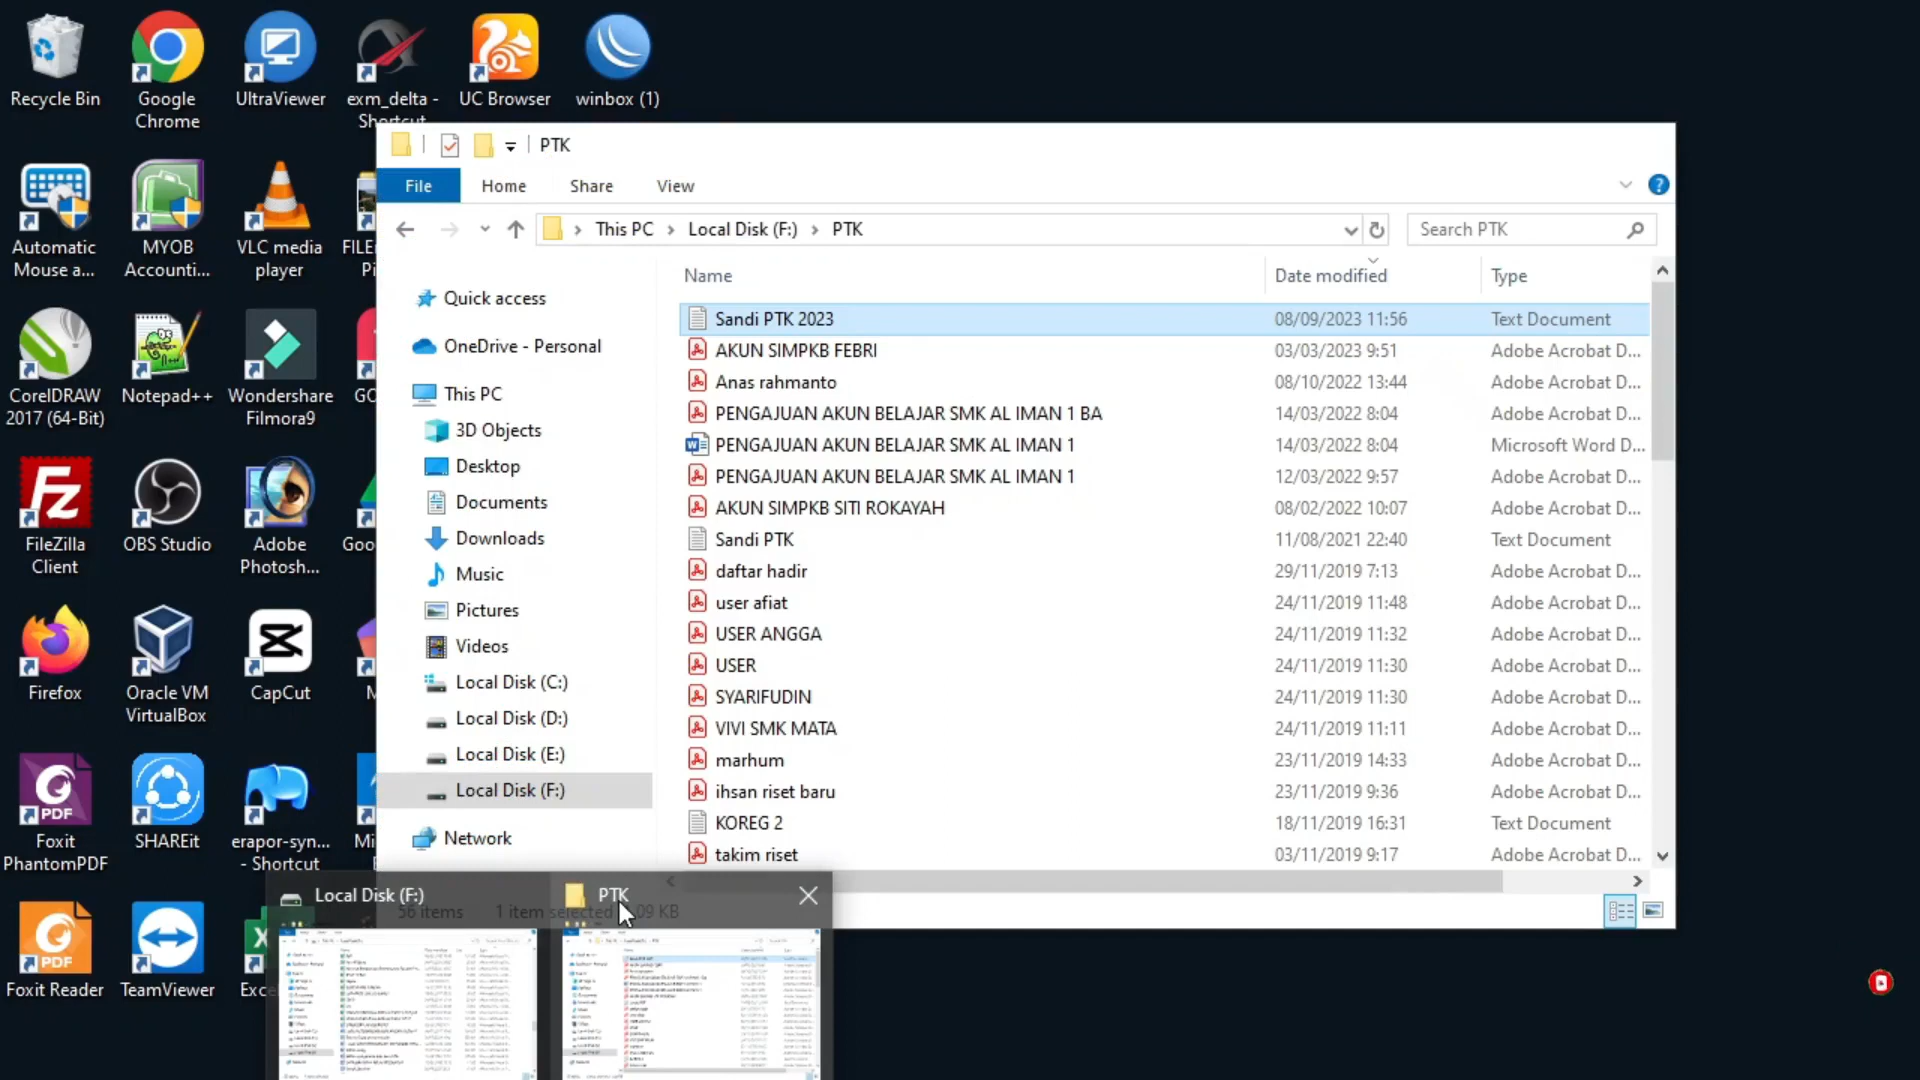 Recycle Bin
Google
Chrome
UltraViewer
exm_delta -
Shortcut
UC Browser
winbox (1)
Automatic
Mouse a...
MYOB
Accounti...
VLC media
player
CorelDRAW
2017 (64-Bit)
Notepad++
Wondershare
Filmora9
FileZilla
Client
OBS Studio
Adobe
Photosh...
Firefox
Oracle VM
VirtualBox
CapCut
Foxit
PhantomPDF
SHAREit
erapor-syn...
- Shortcut
Foxit Reader
TeamViewer
PTK
File
Home
Share
View
This PC
Local Disk (F:)
PTK
Search PTK
Quick access
OneDrive - Personal
This PC
3D Objects
Desktop
Documents
Downloads
Music
Pictures
Videos
Local Disk (C:)
Local Disk (D:)
Local Disk (E:)
Local Disk (F:)
Network
Name Date modified Type
Sandi PTK 2023 08/09/2023 11:56 Text Document
AKUN SIMPKB FEBRI 03/03/2023 9:51 Adobe Acrobat D...
Anas rahmanto 08/10/2022 13:44 Adobe Acrobat D...
PENGAJUAN AKUN BELAJAR SMK AL IMAN 1 BA 14/03/2022 8:04 Adobe Acrobat D...
PENGAJUAN AKUN BELAJAR SMK AL IMAN 1 14/03/2022 8:04 Microsoft Word D...
PENGAJUAN AKUN BELAJAR SMK AL IMAN 1 12/03/2022 9:57 Adobe Acrobat D...
AKUN SIMPKB SITI ROKAYAH 08/02/2022 10:07 Adobe Acrobat D...
Sandi PTK 11/08/2021 22:40 Text Document
daftar hadir 29/11/2019 7:13 Adobe Acrobat D...
user afiat 24/11/2019 11:48 Adobe Acrobat D...
USER ANGGA 24/11/2019 11:32 Adobe Acrobat D...
USER 24/11/2019 11:30 Adobe Acrobat D...
SYARIFUDIN 24/11/2019 11:30 Adobe Acrobat D...
VIVI SMK MATA 24/11/2019 11:11 Adobe Acrobat D...
marhum 23/11/2019 14:33 Adobe Acrobat D...
ihsan riset baru 23/11/2019 9:36 Adobe Acrobat D...
KOREG 2 18/11/2019 16:31 Text Document
takim riset 03/11/2019 9:17 Adobe Acrobat D...
Local Disk (F:)
PTK
56 items 1 item selected